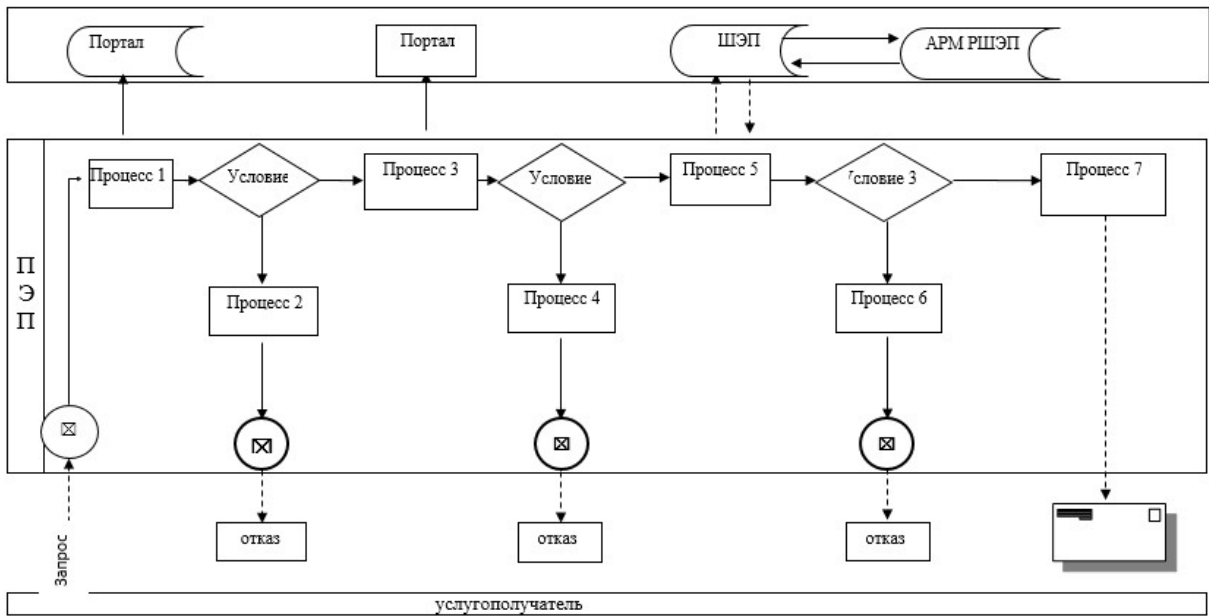 Портал
Портал
ШЭП
АРМ РШЭП
Процесс 1
Условие
Процесс 3
Условие
Процесс 5
Условие 3
Процесс 7
ПЭП
Процесс 2
Процесс 4
Процесс 6
Запрос
отказ
отказ
отказ
услугополучатель